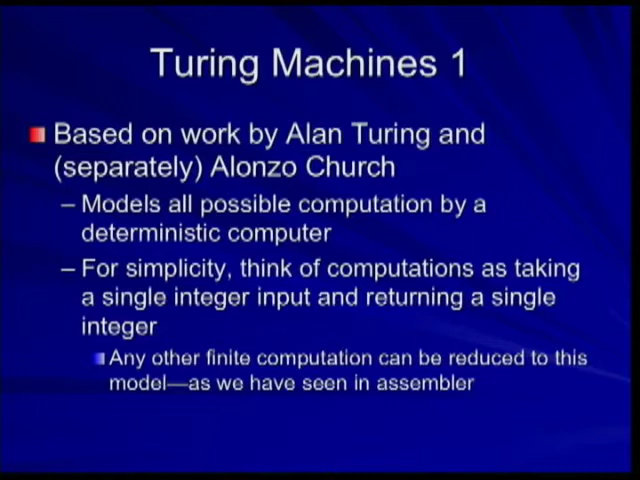 Turing Machines 1
Based on work by Alan Turing and
(separately) Alonzo Church
– Models all possible computation by a
deterministic computer
– For simplicity, think of computations as taking
a single integer input and returning a single
integer
Any other finite computation can be reduced to this
model—as we have seen in assembler